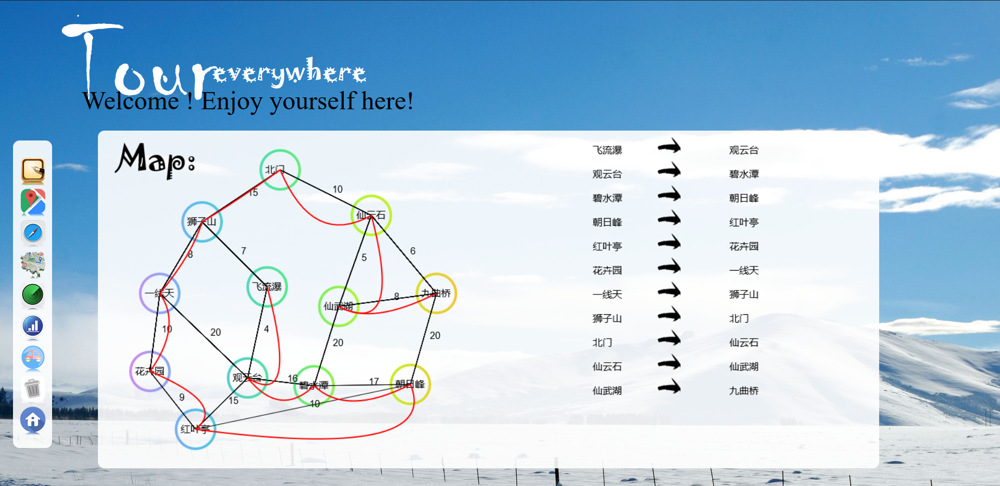 Tour everywhere
Welcome ! Enjoy yourself here!
Map:
北门
15
10
狮子山
仙云石
8
7
5
6
一线天
飞流瀑
仙武湖
8
九曲桥
10
20
4
20
20
花卉园
观云台
16
碧水潭
17
朝日峰
9
15
10
红叶亭
飞流瀑 观云台
观云台 碧水潭
碧水潭 朝日峰
朝日峰 红叶亭
红叶亭 花卉园
花卉园 一线天
一线天 狮子山
狮子山 北门
北门 仙云石
仙云石 仙武湖
仙武湖 九曲桥